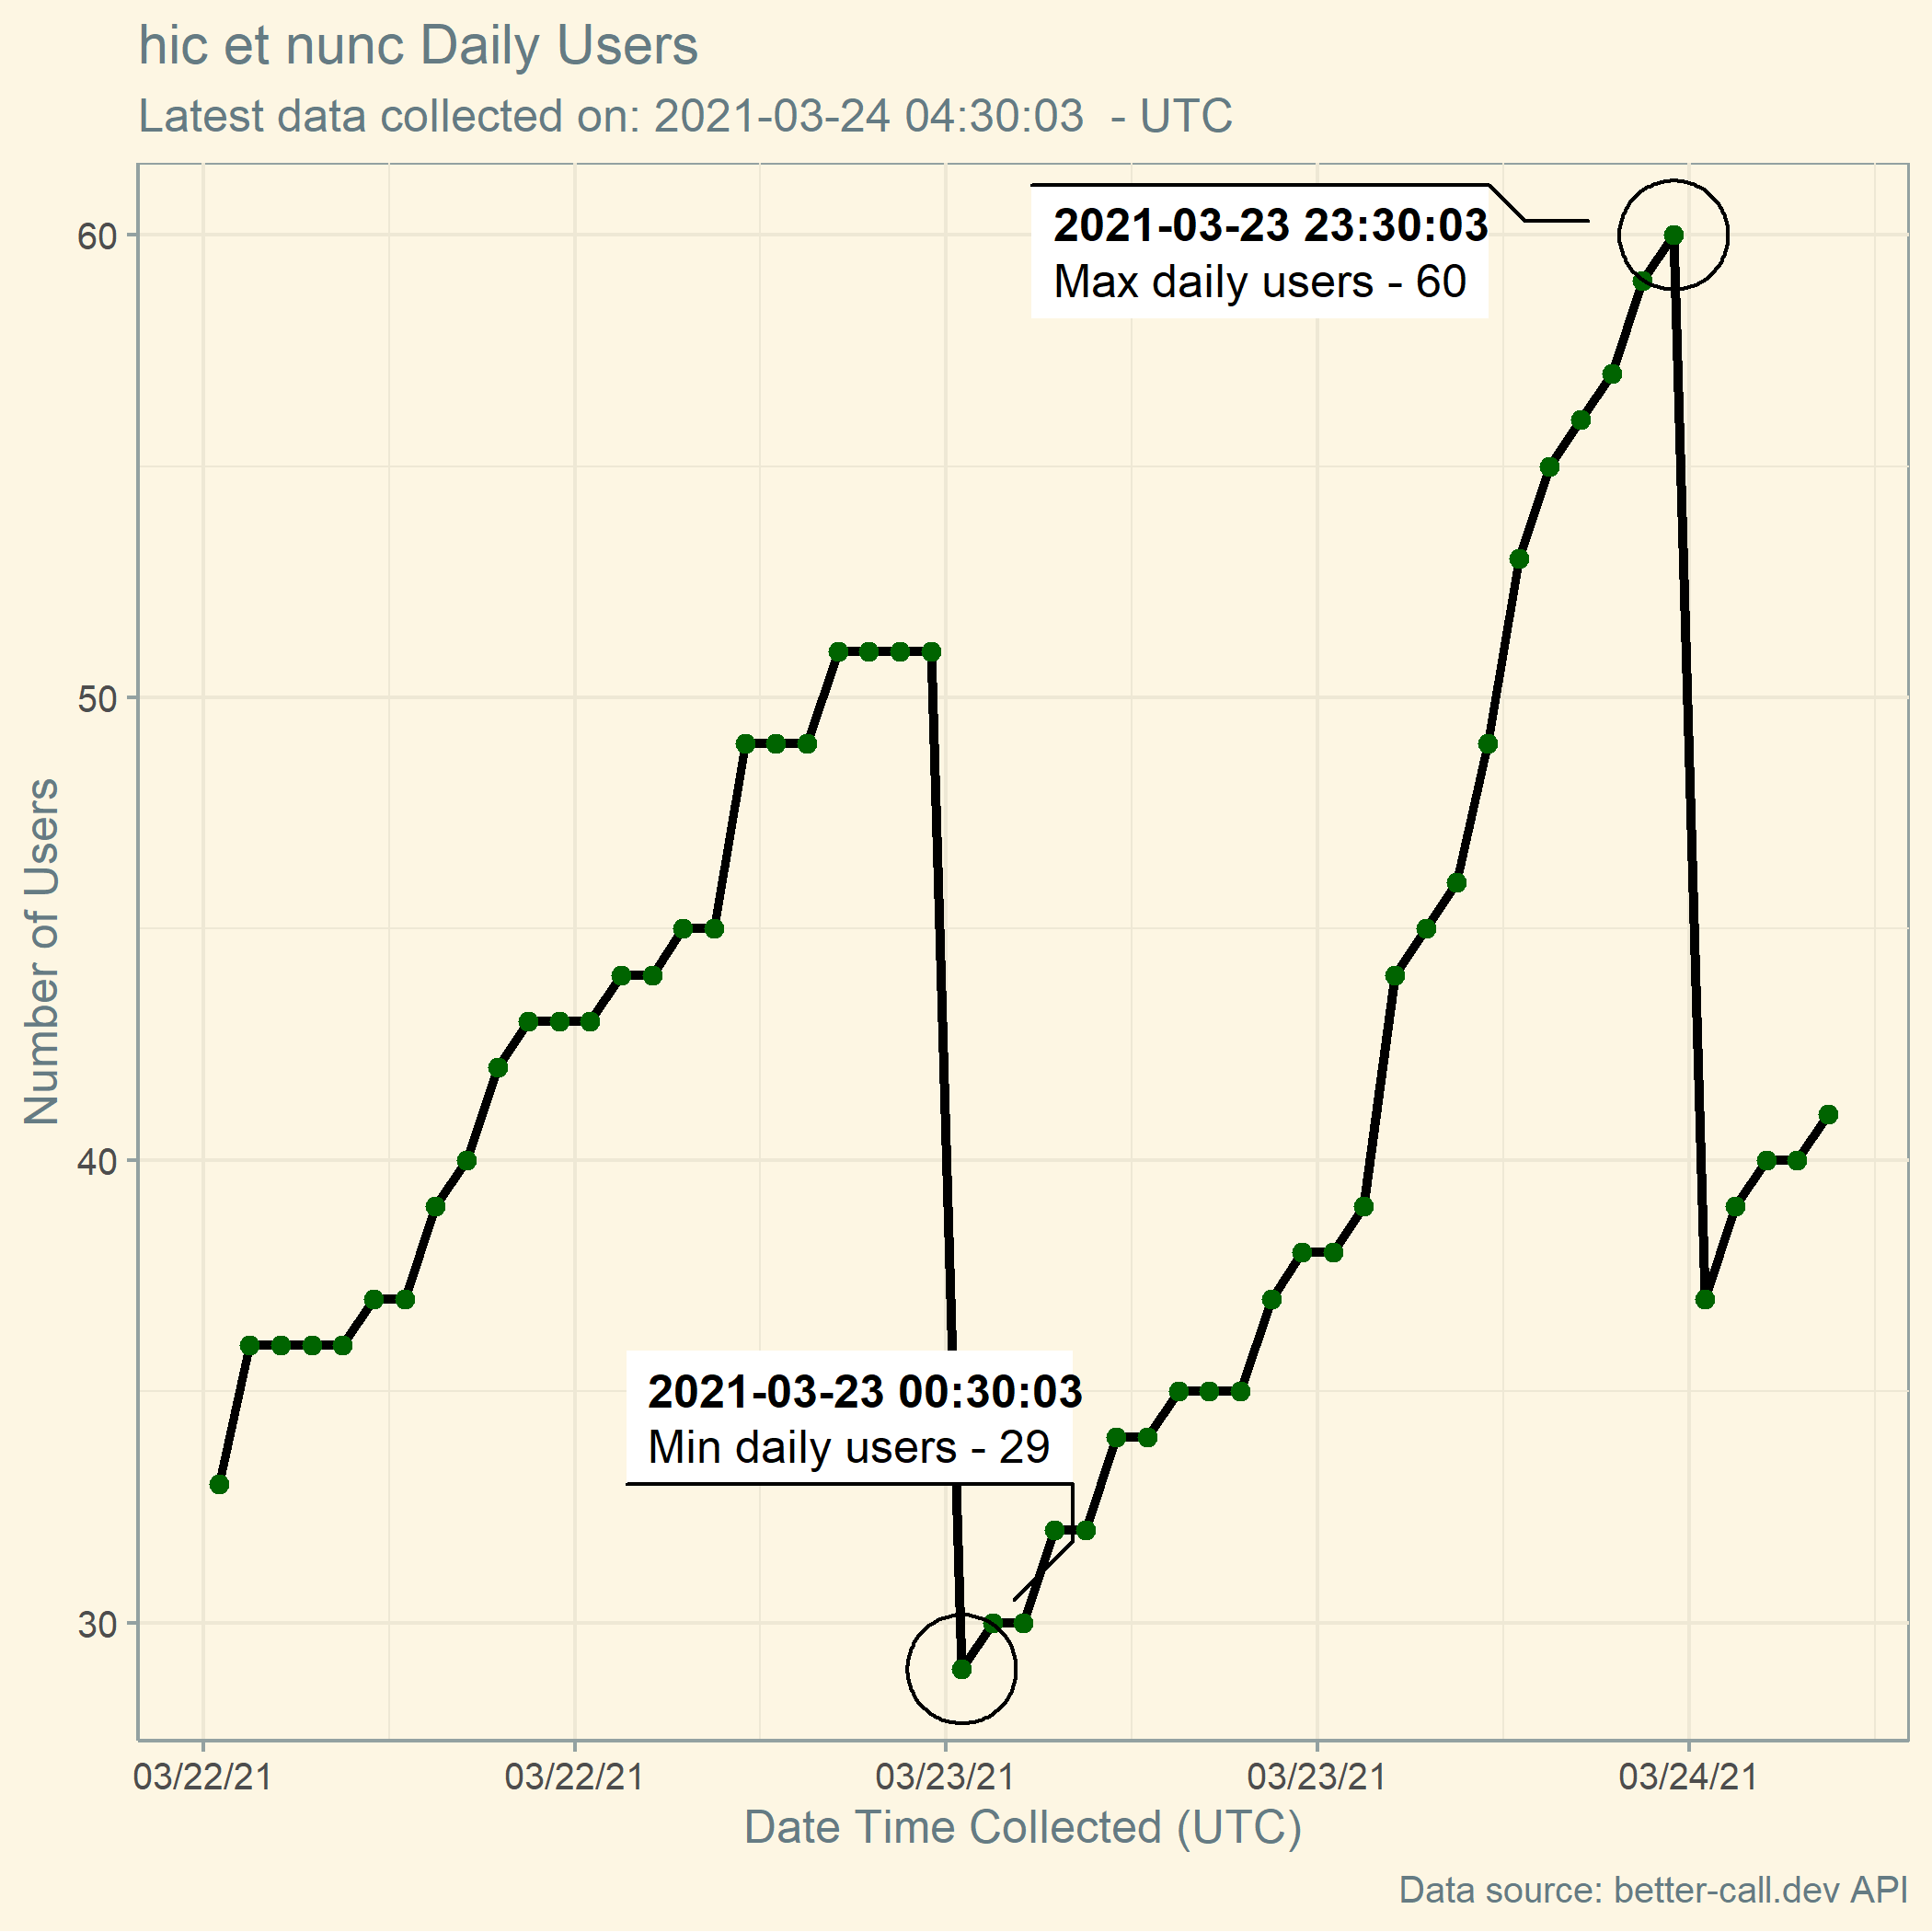 hic et nunc Daily Users
Latest data collected on: 2021-03-24 04:30:03  - UTC
2021-03-23 23:30:03
Max daily users - 60
2021-03-23 00:30:03
Min daily users - 29
Number of Users
60
50
40
30
03/22/21 03/22/21 03/23/21 03/23/21 03/24/21
Date Time Collected (UTC)
Data source: better-call.dev API